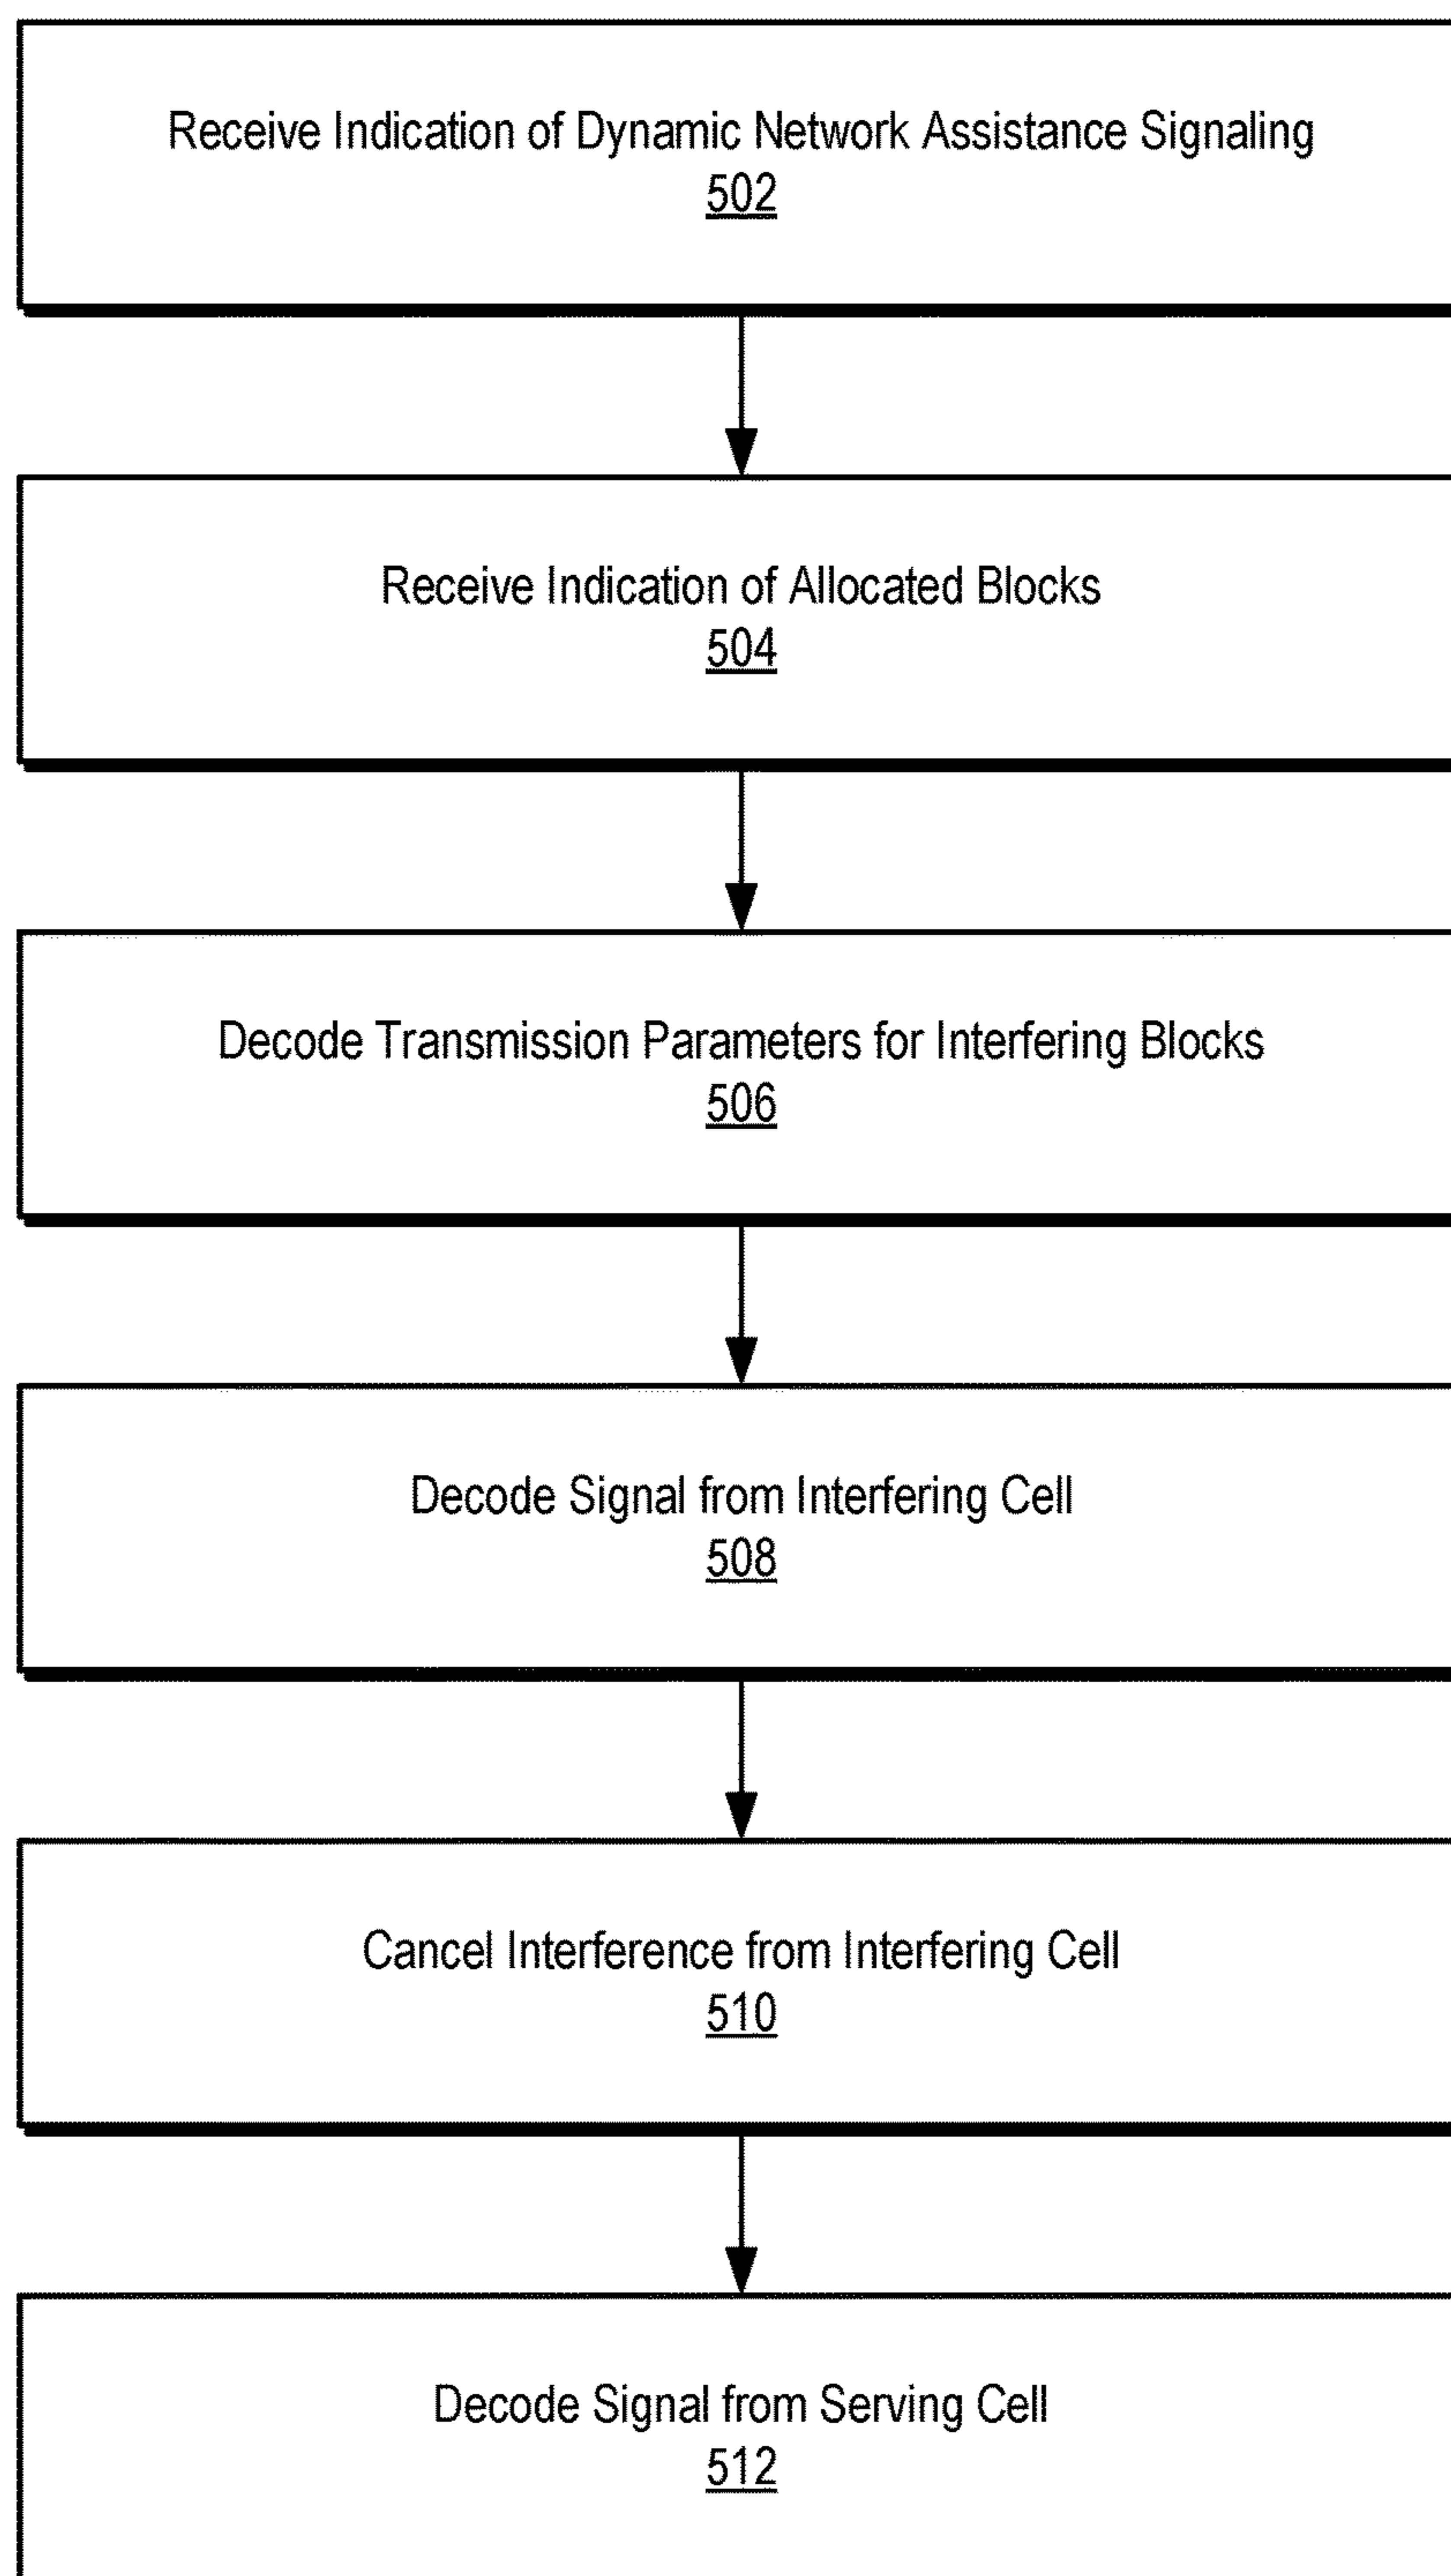 Receive Indication of Dynamic Network Assistance Signaling
502
Receive Indication of Allocated Blocks
504
Decode Transmission Parameters for Interfering Blocks
506
Decode Signal from Interfering Cell
508
Cancel Interference from Interfering Cell
510
Decode Signal from Serving Cell
512